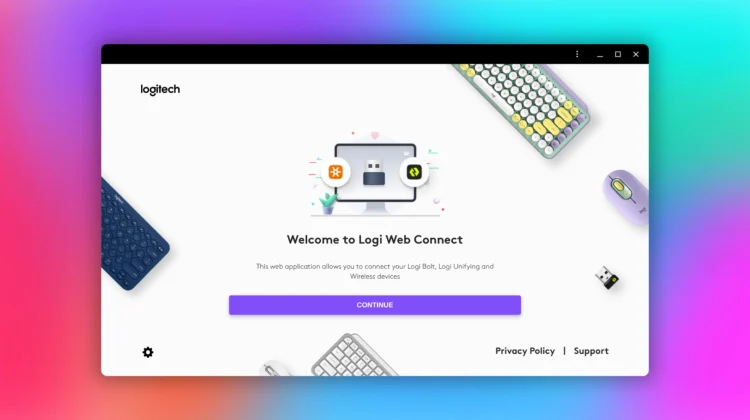 logitech
Welcome to Logi Web Connect
This web application allows you to connect your Logi Bolt, Logi Unifying and
Wireless devices
CONTINUE
Privacy Policy | Support